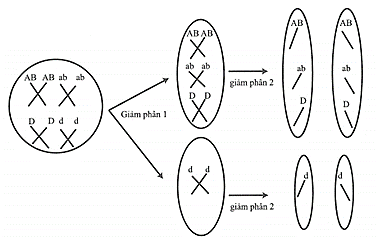 AB AB ab ab
D D d d
Giảm phân 1
AB AB
ab ab
D D
d d
giảm phân 2
giảm phân 2
AB
ab
D
AB
ab
D
d
d